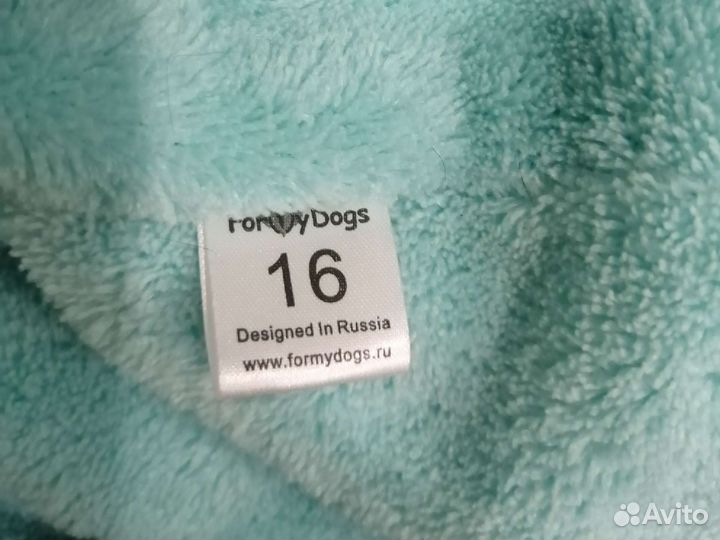 ForMyDogs
16
Designed In Russia
www.formydogs.ru
Avito